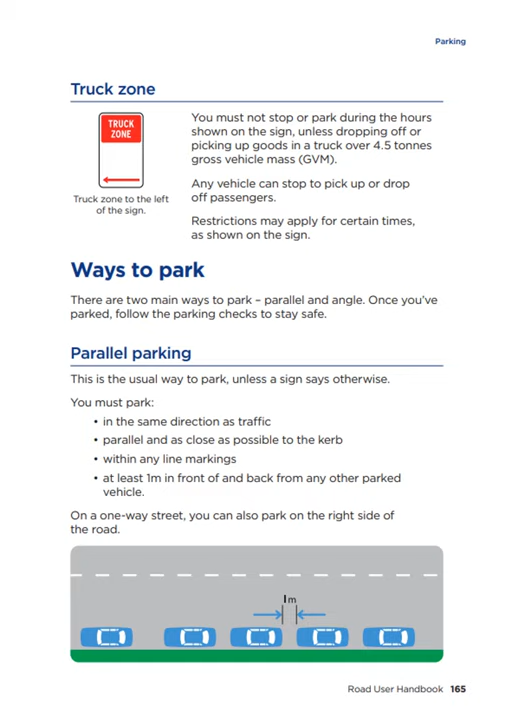 Parking
Truck zone
TRUCK
ZONE
Truck zone to the left
of the sign.
You must not stop or park during the hours
shown on the sign, unless dropping off or
picking up goods in a truck over 4.5 tonnes
gross vehicle mass (GVM).
Any vehicle can stop to pick up or drop
off passengers.
Restrictions may apply for certain times,
as shown on the sign.
Ways to park
There are two main ways to park – parallel and angle. Once you’ve
parked, follow the parking checks to stay safe.
Parallel parking
This is the usual way to park, unless a sign says otherwise.
You must park:
• in the same direction as traffic
• parallel and as close as possible to the kerb
• within any line markings
• at least 1m in front of and back from any other parked
vehicle.
On a one-way street, you can also park on the right side of
the road.
1m
Road User Handbook 165